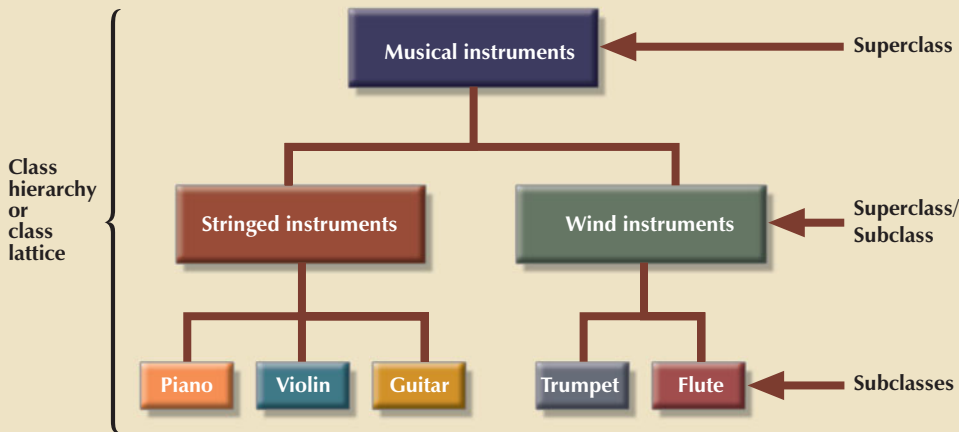 Musical instruments
Superclass
Class
hierarchy
or
class
lattice
Stringed instruments
Wind instruments
Superclass/
Subclass
Piano
Violin
Guitar
Trumpet
Flute
Subclasses